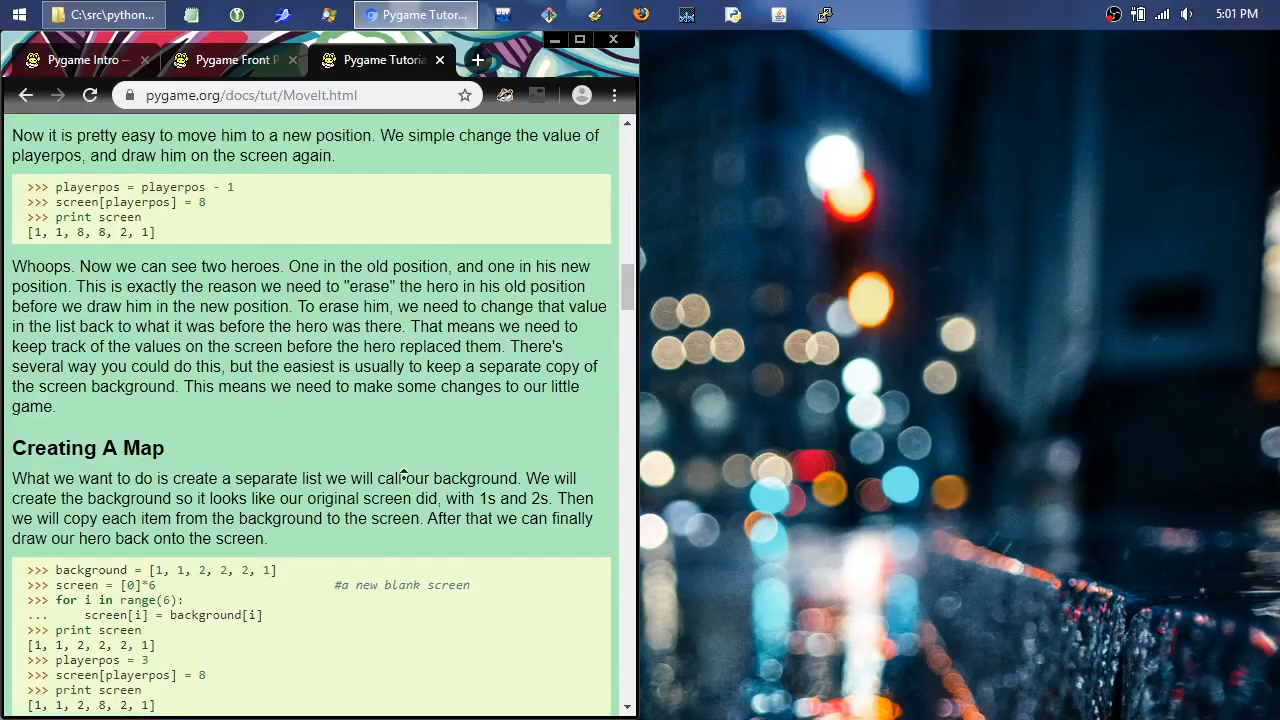 C:\src\python...
Pygame Tutor...
5:01 PM
Pygame Intro —
Pygame Front P
Pygame Tutoria
pygame.org/docs/tut/MoveIt.html
Now it is pretty easy to move him to a new position. We simple change the value of
playerpos, and draw him on the screen again.
>>> playerpos = playerpos - 1
>>> screen[playerpos] = 8
>>> print screen
[1, 1, 8, 8, 2, 1]
Whoops. Now we can see two heroes. One in the old position, and one in his new
position. This is exactly the reason we need to "erase" the hero in his old position
before we draw him in the new position. To erase him, we need to change that value
in the list back to what it was before the hero was there. That means we need to
keep track of the values on the screen before the hero replaced them. There's
several way you could do this, but the easiest is usually to keep a separate copy of
the screen background. This means we need to make some changes to our little
game.
Creating A Map
What we want to do is create a separate list we will call our background. We will
create the background so it looks like our original screen did, with 1s and 2s. Then
we will copy each item from the background to the screen. After that we can finally
draw our hero back onto the screen.
>>> background = [1, 1, 2, 2, 2, 1]
>>> screen = [0]*6 #a new blank screen
>>> for i in range(6):
... screen[i] = background[i]
>>> print screen
[1, 1, 2, 2, 2, 1]
>>> playerpos = 3
>>> screen[playerpos] = 8
>>> print screen
[1, 1, 2, 8, 2, 1]